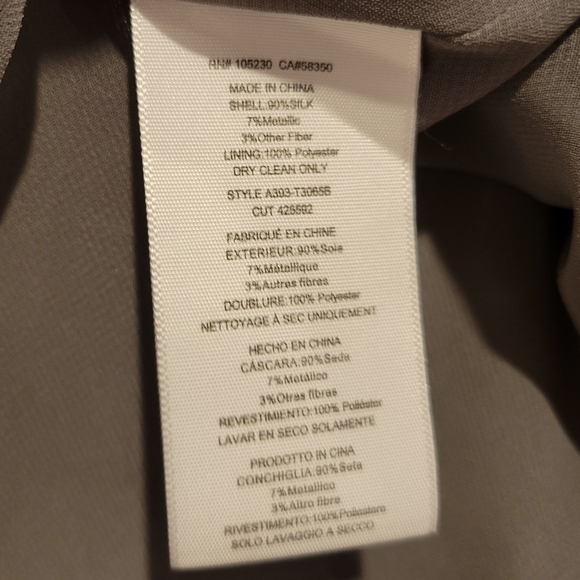 RN# 105230 CA#58350
MADE IN CHINA
SHELL:90%SILK
7%Metallic
3%Other Fiber
LINING:100% Polyester
DRY CLEAN ONLY
STYLE A393-T3065B
CUT 425592
FABRIQUÉ EN CHINE
EXTERIEUR:90%Soie
7%Métallique
3%Autres fibres
DOUBLURE:100% Polyester
NETTOYAGE À SEC UNIQUEMENT
HECHO EN CHINA
CÁSCARA:90%Seda
7%Metálico
3%Otras fibras
REVESTIMIENTO:100% Poliéster
LAVAR EN SECO SOLAMENTE
PRODOTTO IN CINA
CONCHIGLIA:90%Seta
7%Metallico
3%Altro fibre
RIVESTIMENTO:100%Poliestere
SOLO LAVAGGIO A SECCO